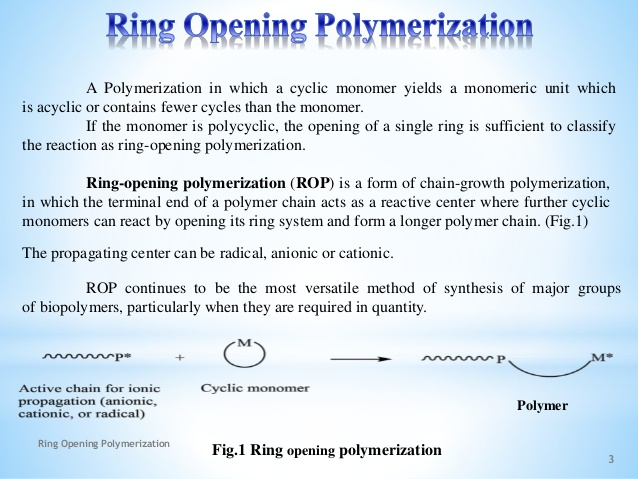 Ring Opening Polymerization
A Polymerization in which a cyclic monomer yields a monomeric unit which
is acyclic or contains fewer cycles than the monomer.
If the monomer is polycyclic, the opening of a single ring is sufficient to classify
the reaction as ring-opening polymerization.
Ring-opening polymerization (ROP) is a form of chain-growth polymerization,
in which the terminal end of a polymer chain acts as a reactive center where further cyclic
monomers can react by opening its ring system and form a longer polymer chain. (Fig.1)
The propagating center can be radical, anionic or cationic.
ROP continues to be the most versatile method of synthesis of major groups
of biopolymers, particularly when they are required in quantity.
P* + M P M*
Active chain for ionic
propagation (anionic,
cationic, or radical)
Cyclic monomer
Polymer
Ring Opening Polymerization
Fig.1 Ring opening polymerization
3